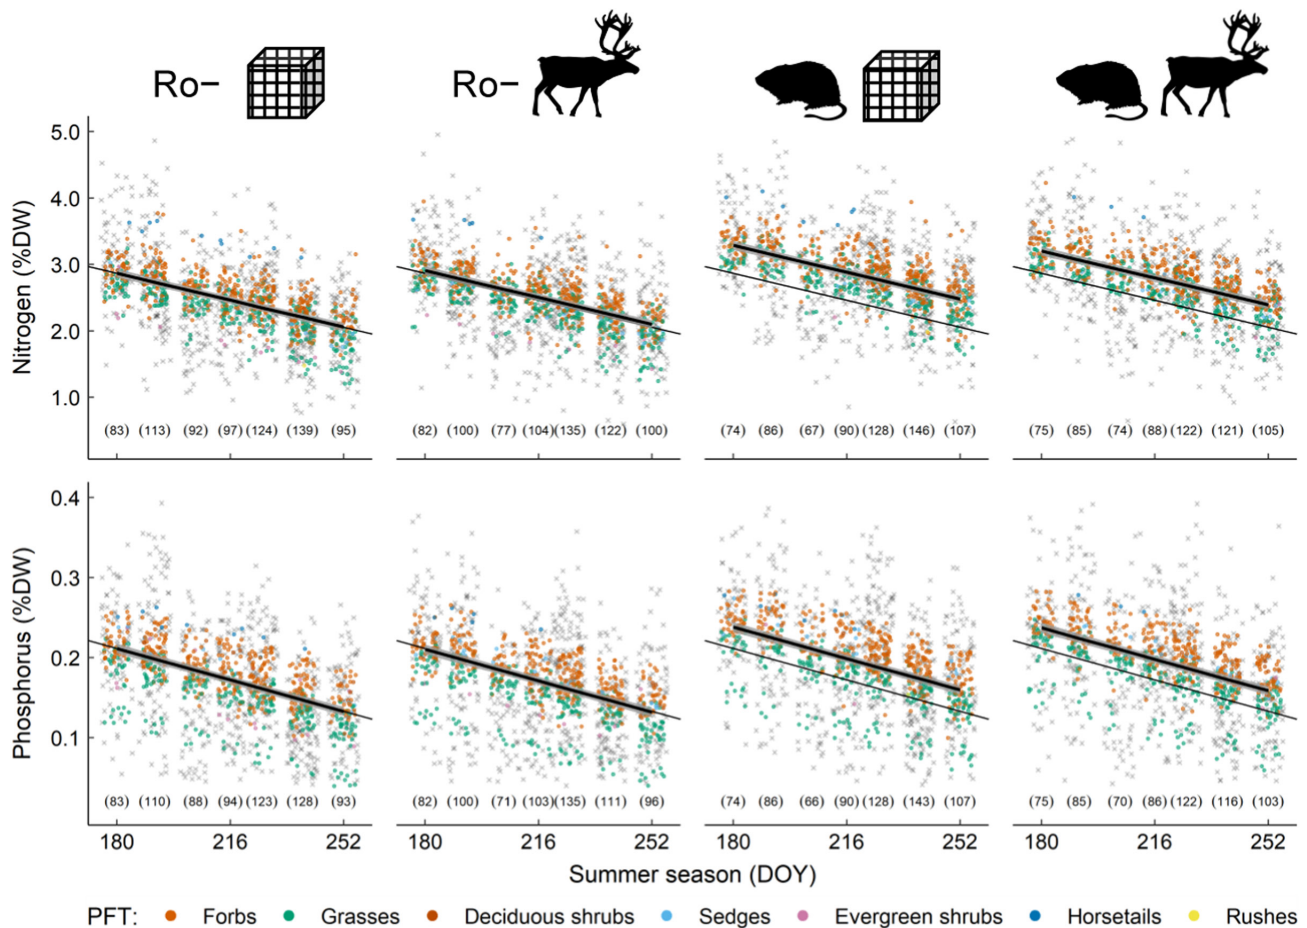 Ro− Ro−
Nitrogen (%DW)
5.0
4.0
3.0
2.0
1.0
(83) (113) (92) (97) (124) (139) (95)
(82) (100) (77) (104) (135) (122) (100)
(74) (86) (67) (90) (128) (146) (107)
(75) (85) (74) (88) (122) (121) (105)
Phosphorus (%DW)
0.4
0.3
0.2
0.1
(83) (110) (88) (94) (123) (128) (93)
(82) (100) (71) (103) (135) (111) (96)
(74) (86) (66) (90) (128) (143) (107)
(75) (85) (70) (86) (122) (116) (103)
180 216 252
180 216 252
180 216 252
180 216 252
Summer season (DOY)
PFT: Forbs Grasses Deciduous shrubs Sedges Evergreen shrubs Horsetails Rushes